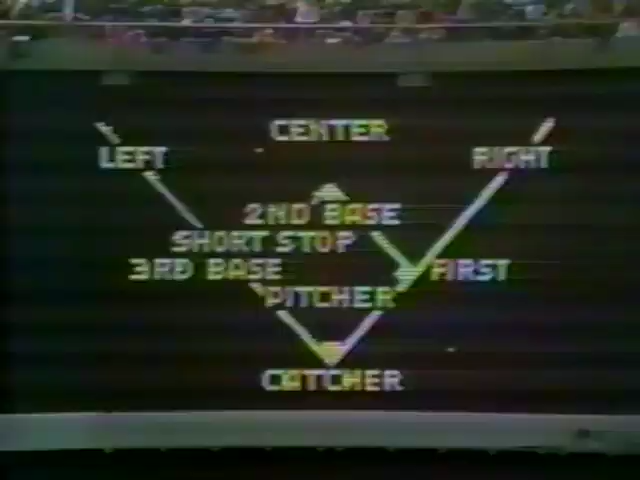 CENTER
LEFT
RIGHT
2ND BASE
SHORT STOP
3RD BASE
FIRST
PITCHER
CATCHER